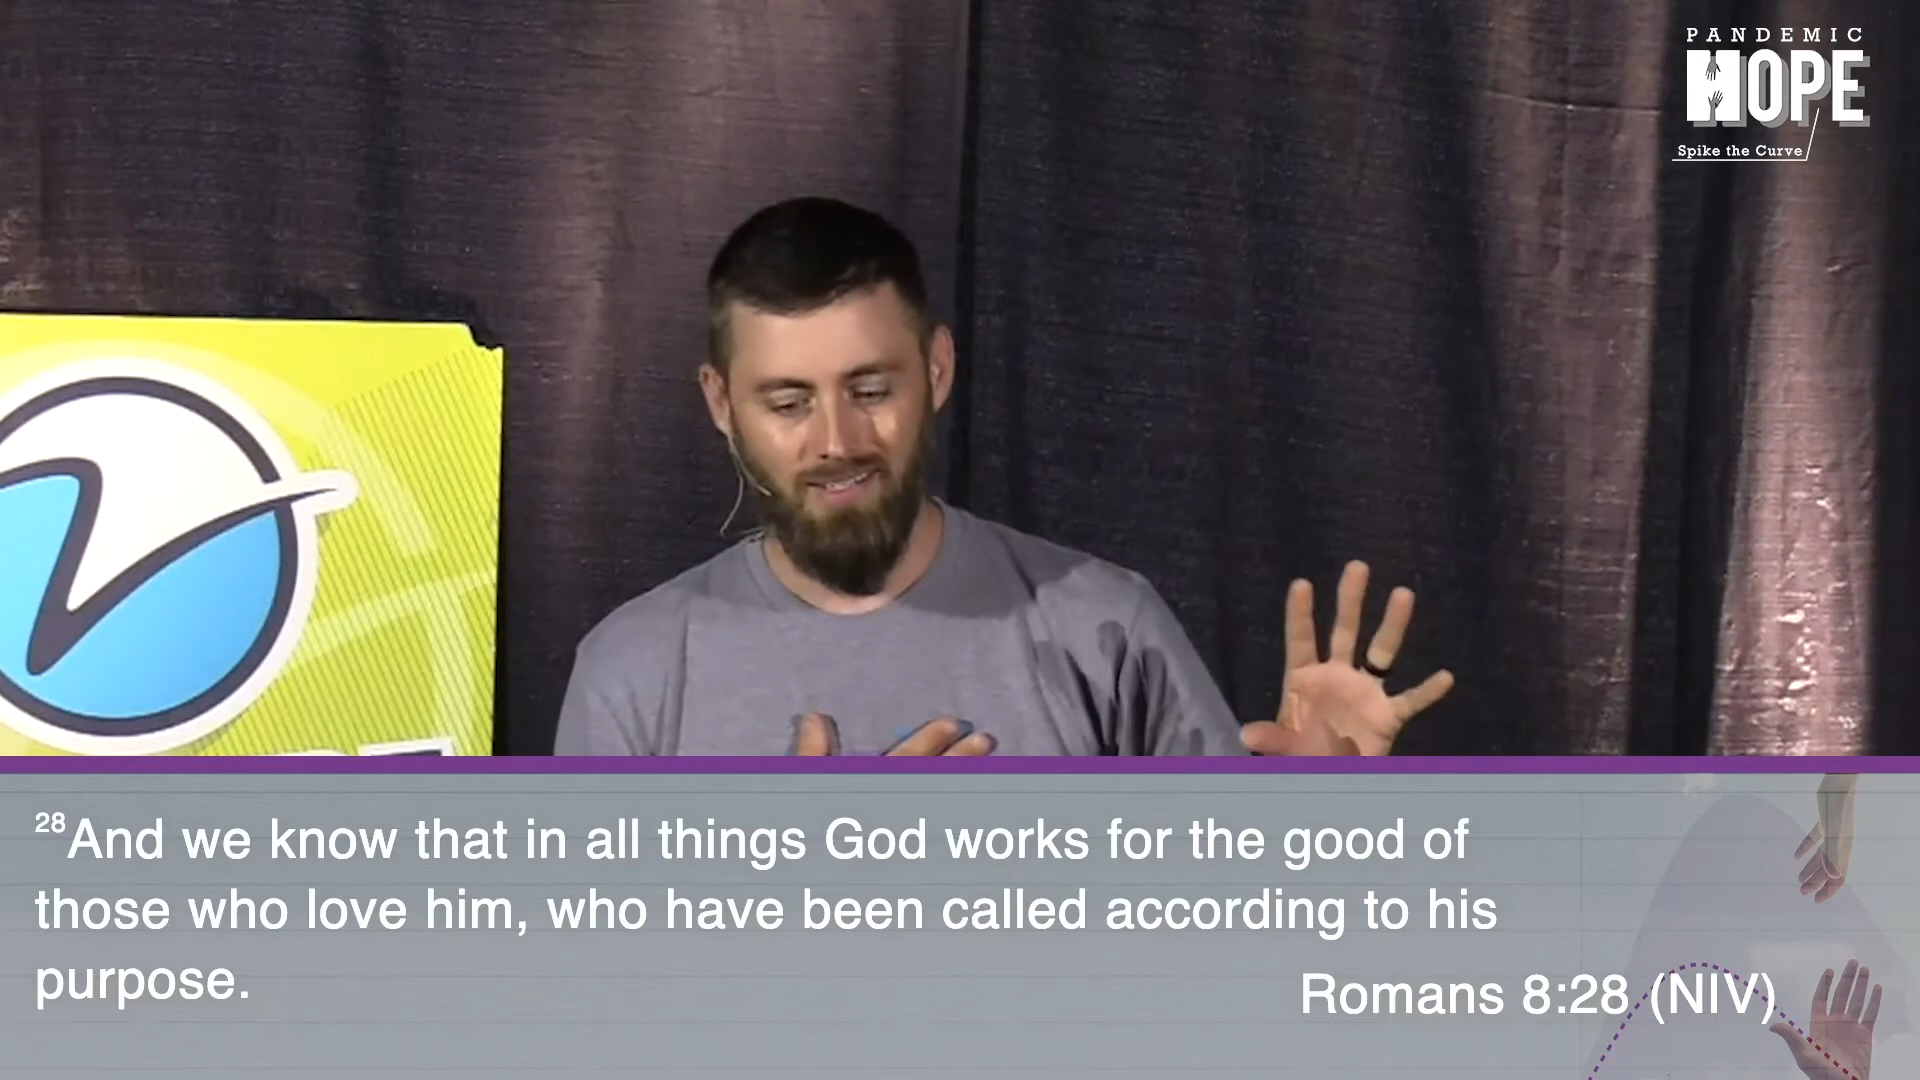 PANDEMIC
HOPE
Spike the Curve
28And we know that in all things God works for the good of
those who love him, who have been called according to his
purpose.
Romans 8:28 (NIV)